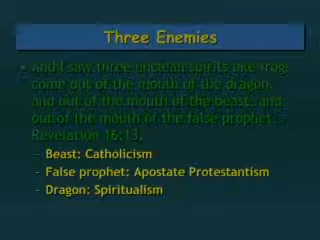 Three Enemies
• And I saw three unclean spirits like frogs
come out of the mouth of the dragon,
and out of the mouth of the beast, and
out of the mouth of the false prophet.
Revelation 16:13.
– Beast: Catholicism
– False prophet: Apostate Protestantism
– Dragon: Spiritualism